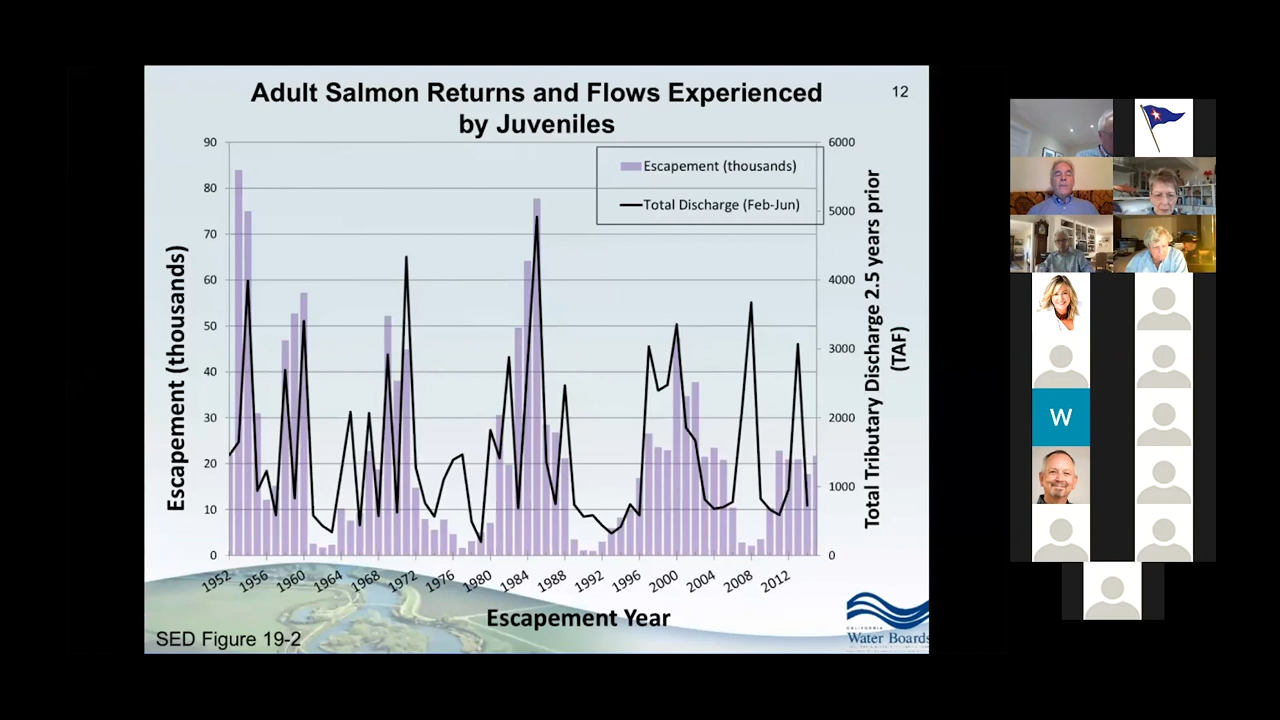 Adult Salmon Returns and Flows Experienced
by Juveniles
12
Escapement (thousands)
Total Discharge (Feb-Jun)
Escapement (thousands)
90
80
70
60
50
40
30
20
10
0
6000
5000
4000
3000
2000
1000
0
Total Tributary Discharge 2.5 years prior
(TAF)
1952
1956
1960
1964
1968
1972
1976
1980
1984
1988
1992
1996
2000
2004
2008
2012
Escapement Year
SED Figure 19-2
CALIFORNIA
Water Boards
W